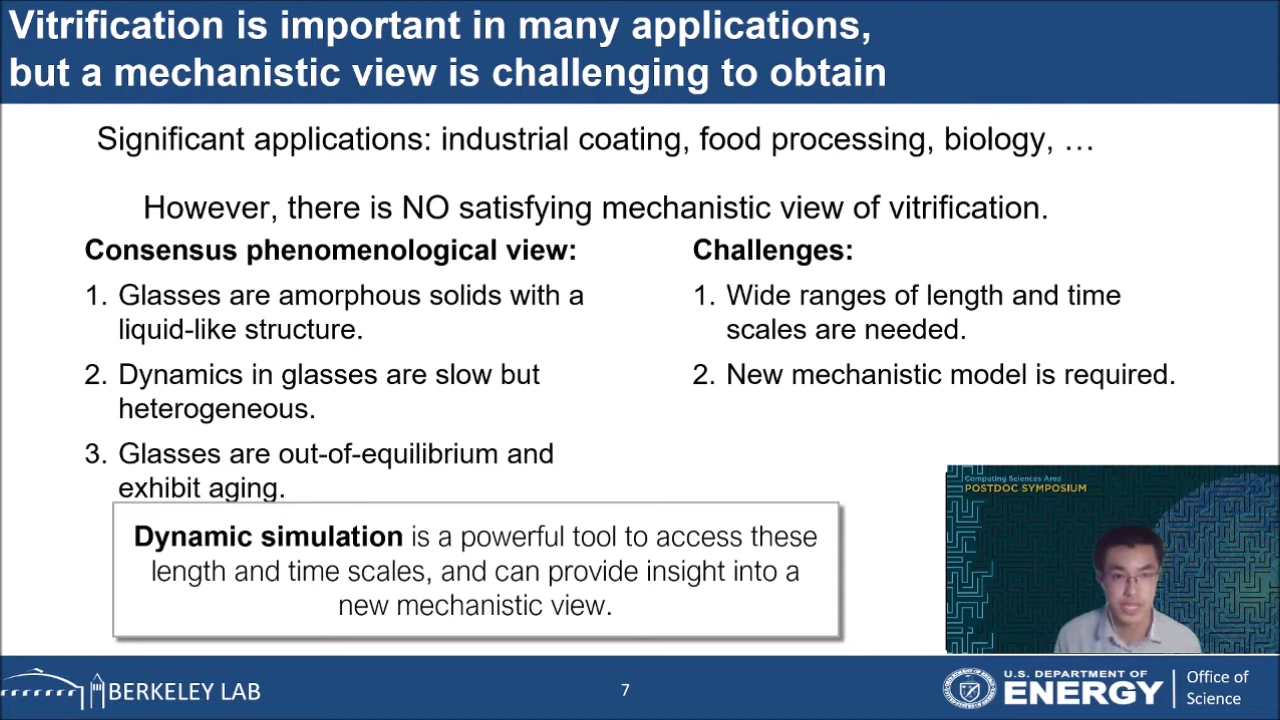 Vitrification is important in many applications,
but a mechanistic view is challenging to obtain
Significant applications: industrial coating, food processing, biology, …
However, there is NO satisfying mechanistic view of vitrification.
Consensus phenomenological view:
1. Glasses are amorphous solids with a
liquid-like structure.
2. Dynamics in glasses are slow but
heterogeneous.
3. Glasses are out-of-equilibrium and
exhibit aging.
Challenges:
1. Wide ranges of length and time
scales are needed.
2. New mechanistic model is required.
Dynamic simulation is a powerful tool to access these
length and time scales, and can provide insight into a
new mechanistic view.
Computing Sciences Area
POSTDOC SYMPOSIUM
BERKELEY LAB
7
U.S. DEPARTMENT OF
ENERGY
Office of
Science